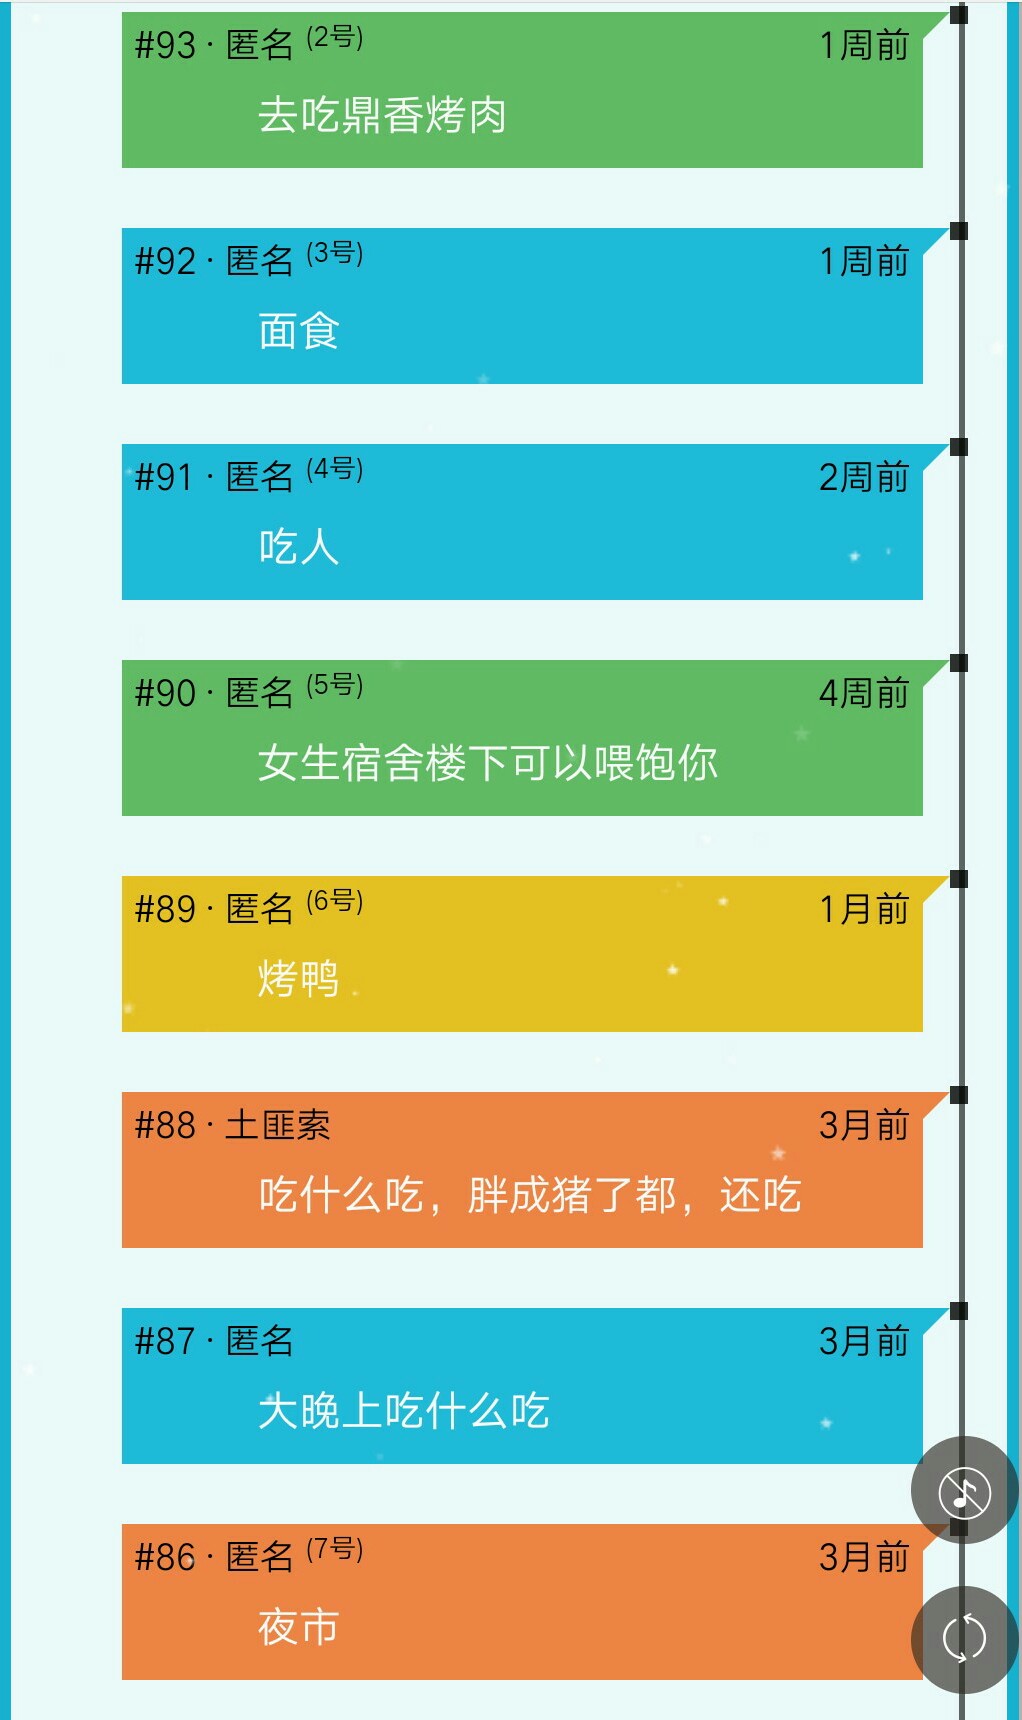 #93 · 匿名 (2号) 1周前
去吃鼎香烤肉
#92 · 匿名 (3号) 1周前
面食
#91 · 匿名 (4号) 2周前
吃人
#90 · 匿名 (5号) 4周前
女生宿舍楼下可以喂饱你
#89 · 匿名 (6号) 1月前
烤鸭
#88 · 土匪索 3月前
吃什么吃，胖成猪了都，还吃
#87 · 匿名 3月前
大晚上吃什么吃
#86 · 匿名 (7号) 3月前
夜市